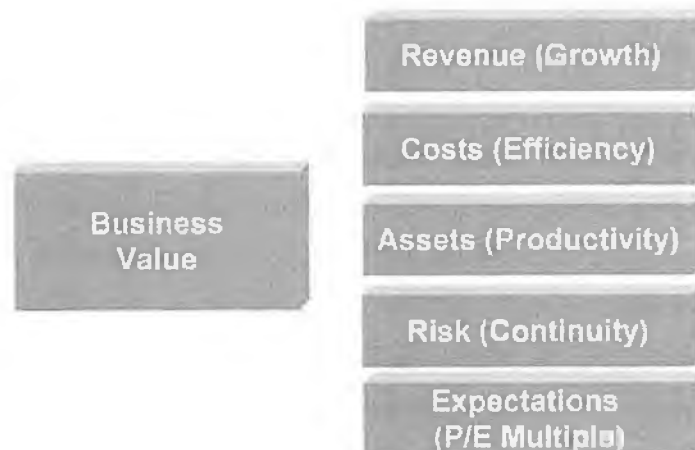 Revenue (Growth)
Costs (Efficiency)
Business
Value
Assets (Productivity)
Risk (Continuity)
Expectations
(P/E Multiple)